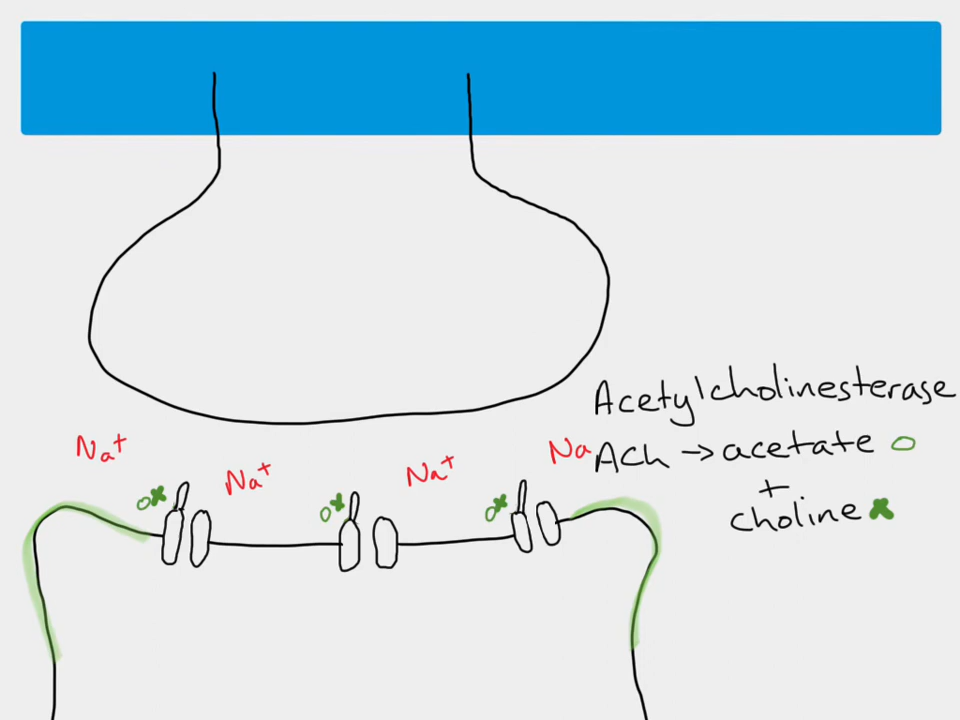 Acetylcholinesterase
Na⁺
Na⁺
Na⁺
Na
ACh → acetate
+
choline